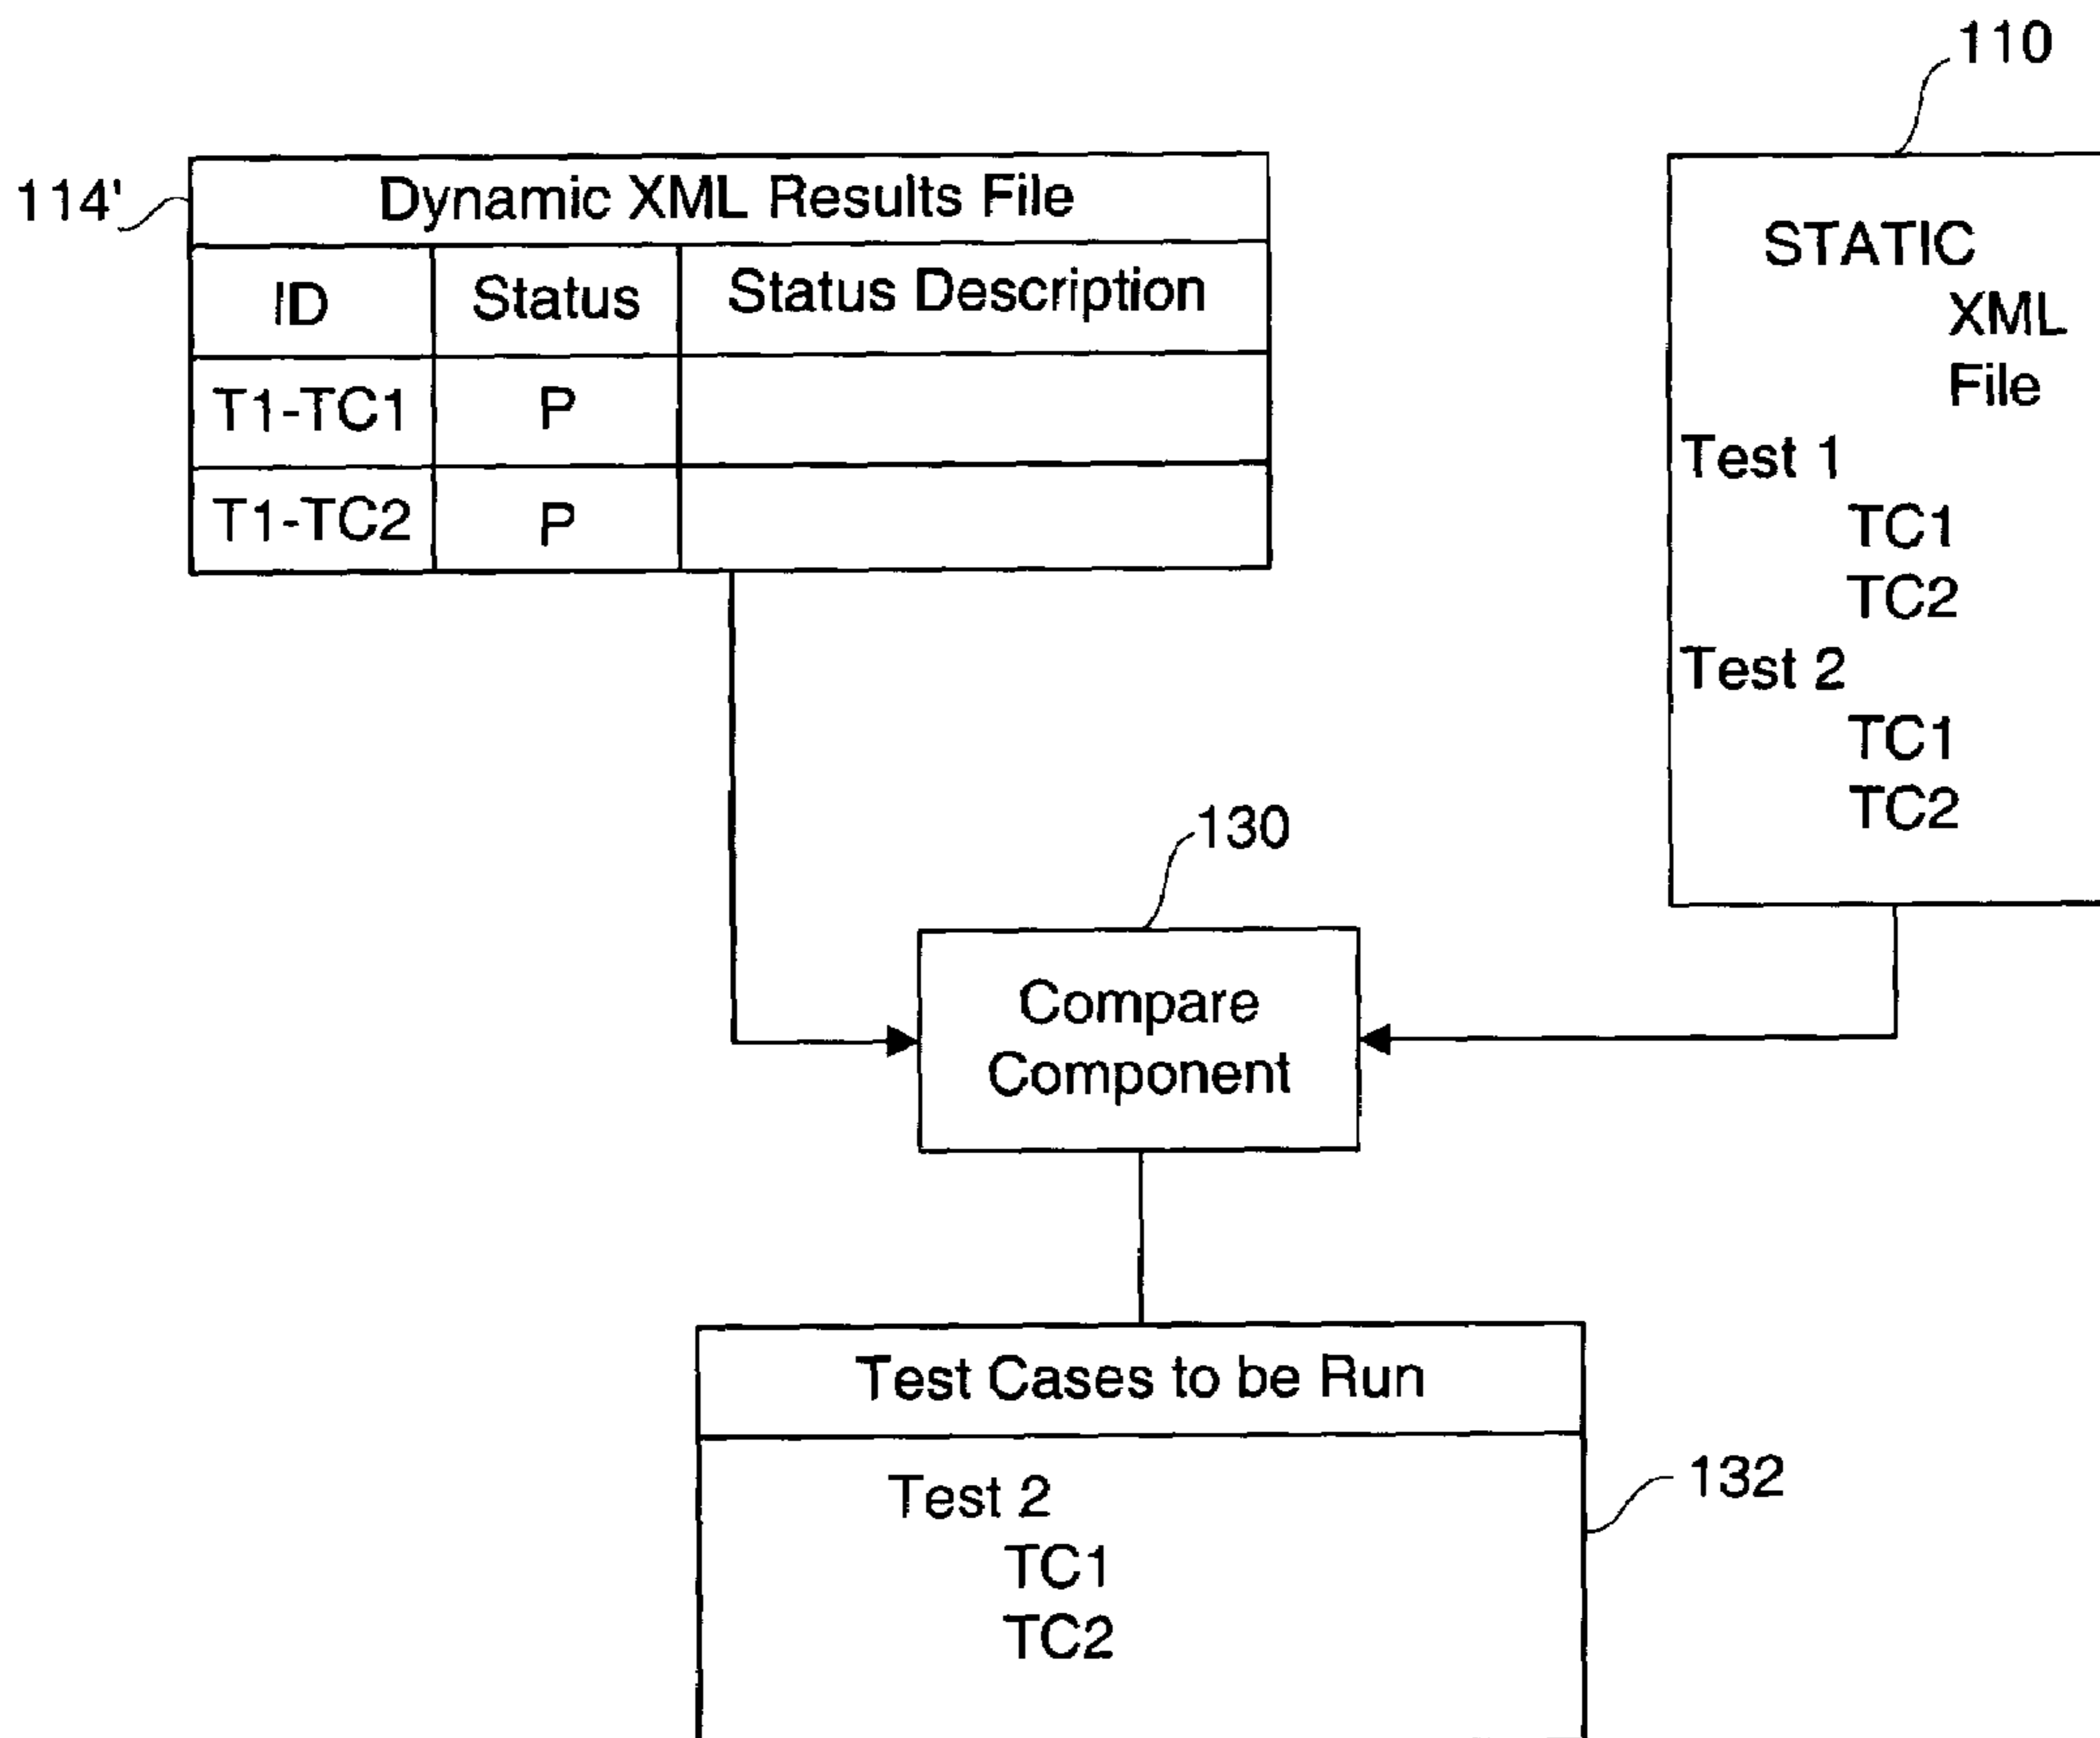 110
114'
Dynamic XML Results File
ID Status Status Description
T1-TC1 P
T1-TC2 P
STATIC
XML
File
Test 1
TC1
TC2
Test 2
TC1
TC2
130
Compare
Component
Test Cases to be Run
132
Test 2
TC1
TC2